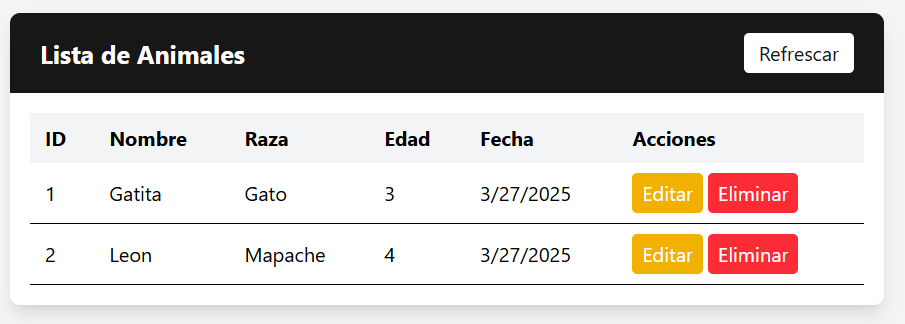 Lista de Animales Refrescar
ID Nombre Raza Edad Fecha Acciones
1 Gatita Gato 3 3/27/2025 Editar Eliminar
2 Leon Mapache 4 3/27/2025 Editar Eliminar